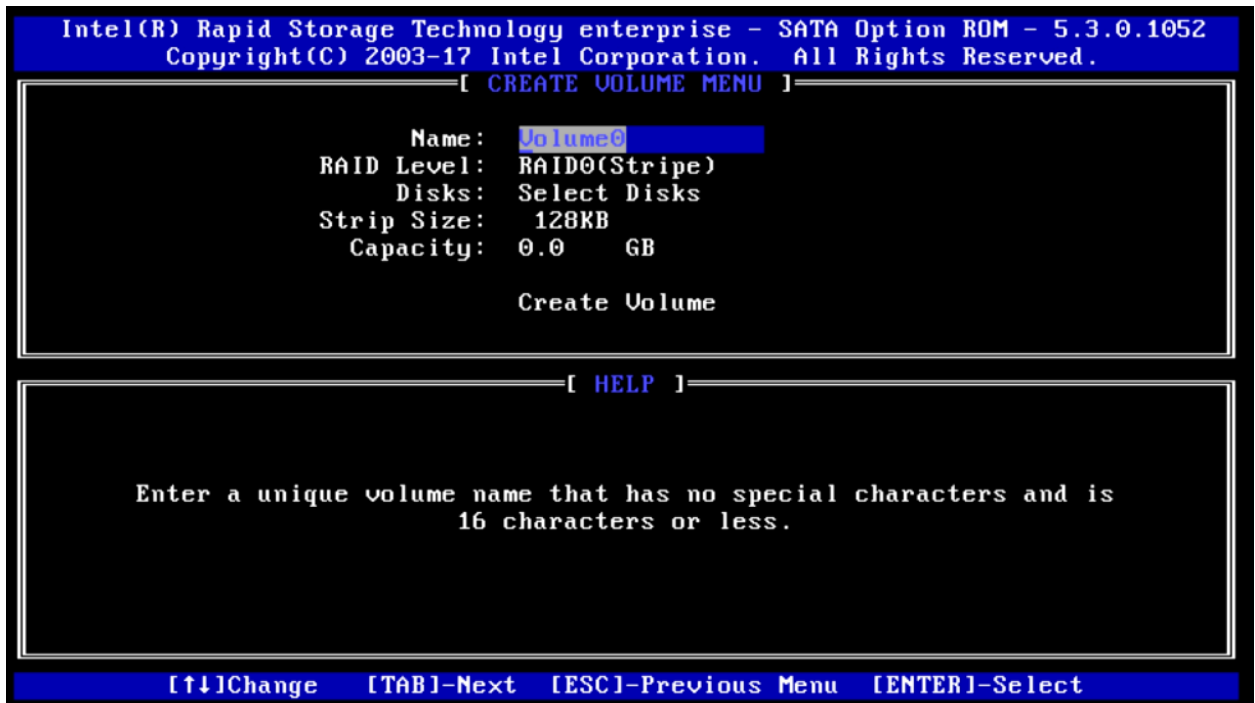 Intel(R) Rapid Storage Technology enterprise - SATA Option ROM - 5.3.0.1052
Copyright(C) 2003-17 Intel Corporation. All Rights Reserved.
[ CREATE VOLUME MENU ]
Name: Volume0
RAID Level: RAID0(Stripe)
Disks: Select Disks
Strip Size: 128KB
Capacity: 0.0 GB
Create Volume
[ HELP ]
Enter a unique volume name that has no special characters and is
16 characters or less.
[↑↓]Change [TAB]-Next [ESC]-Previous Menu [ENTER]-Select